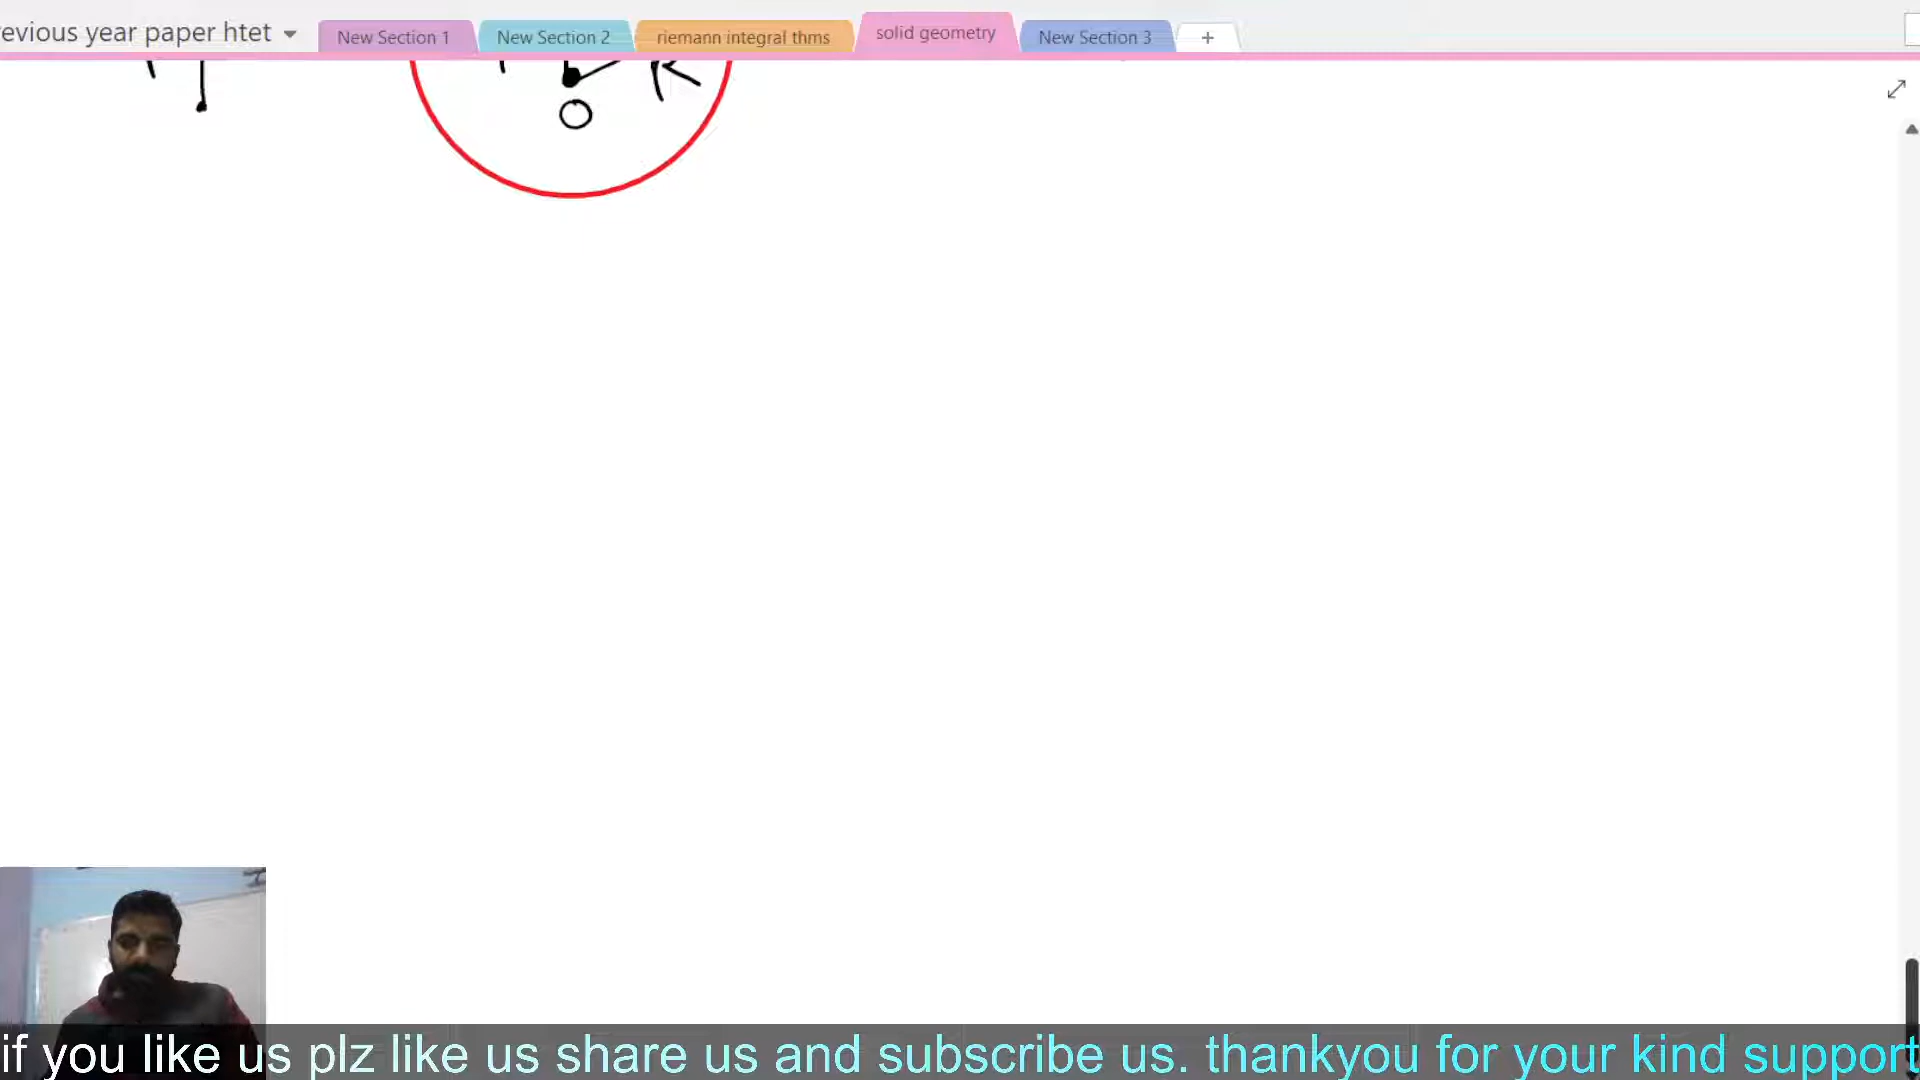 evious year paper htet
New Section 1
New Section 2
riemann integral thms
solid geometry
New Section 3
+
R
O
if you like us plz like us share us and subscribe us. thankyou for your kind support